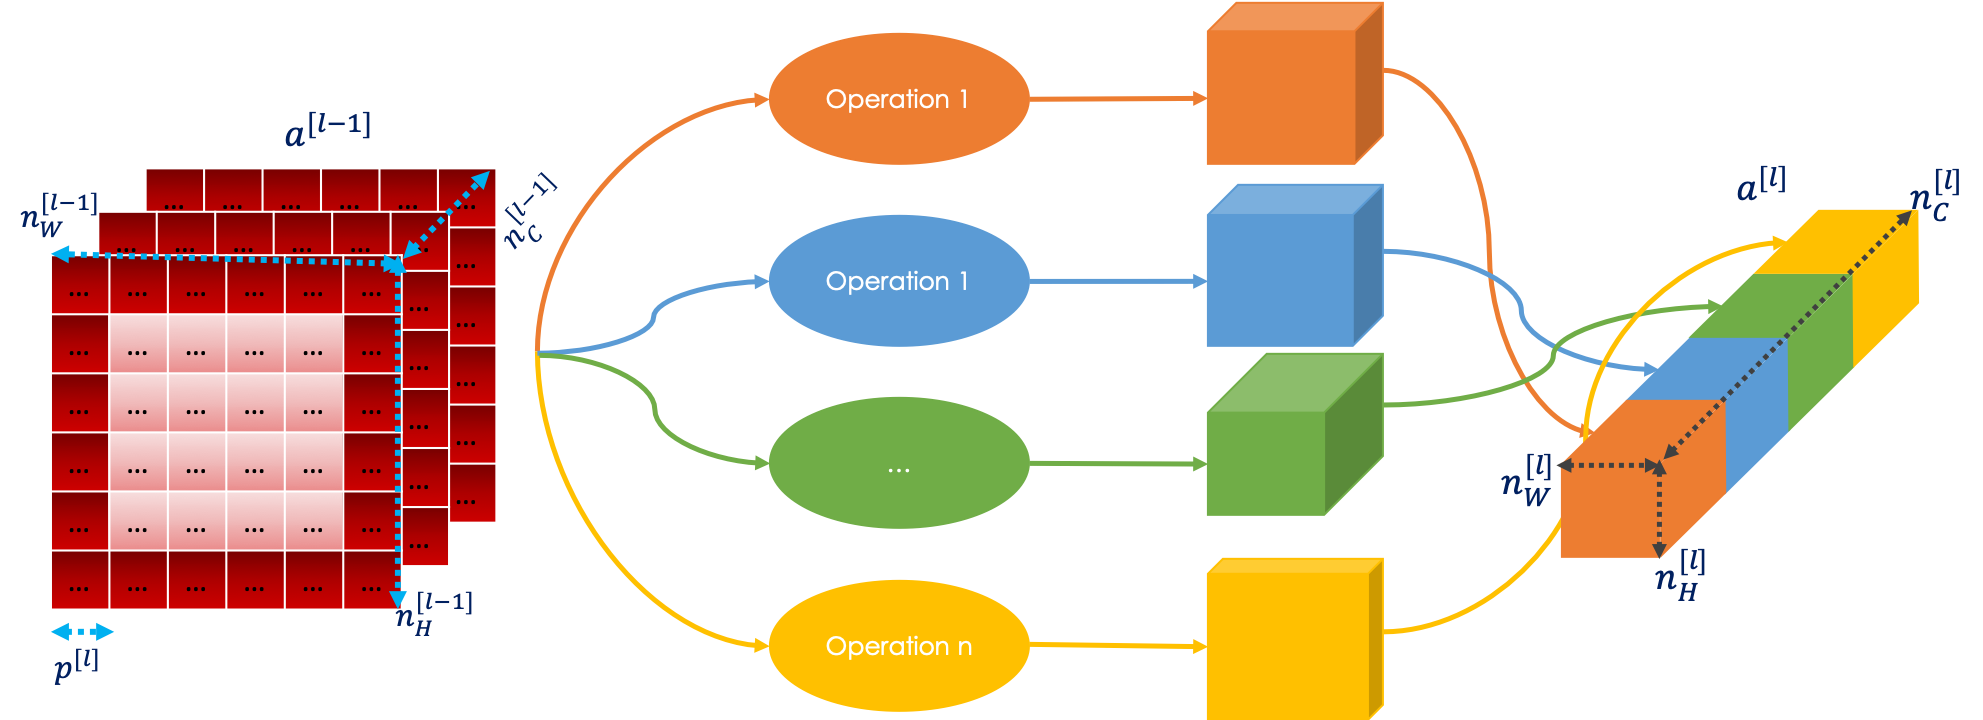 a^{[l-1]}
n_W^{[l-1]}
n_C^{[l-1]}
... ... ... ... ... ...
... ... ... ... ... ...
... ... ... ... ... ...
... ... ... ... ... ...
... ... ... ... ... ...
... ... ... ... ... ...
... ... ... ... ... ...
... ... ... ... ... ...
...
...
...
...
...
...
...
...
...
...
n_H^{[l-1]}
p^{[l]}
Operation 1
Operation 1
...
Operation n
a^{[l]}
n_C^{[l]}
n_W^{[l]}
n_H^{[l]}